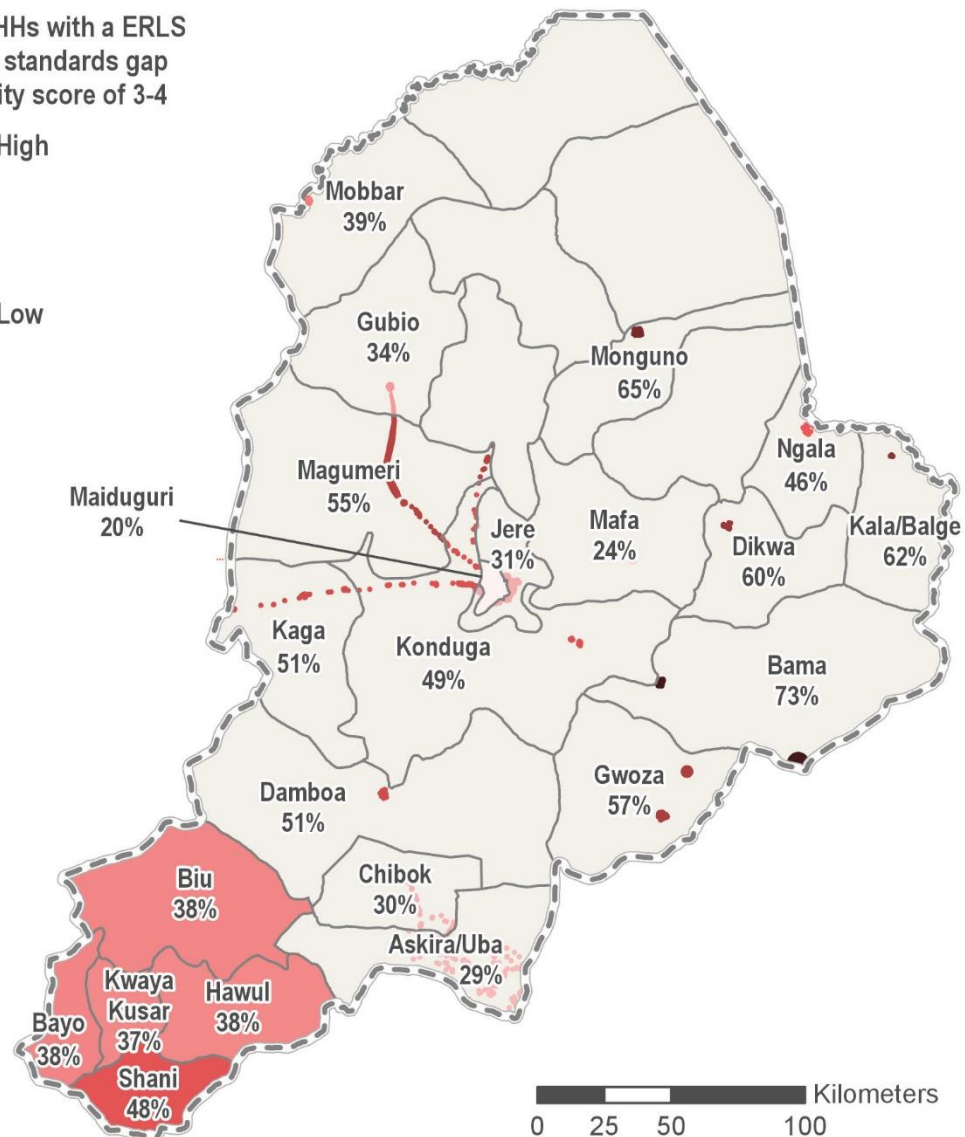 HHs with a ERLS
standards gap
ity score of 3-4
High
Low
Mobbar
39%
Gubio
34%
Monguno
65%
Ngala
46%
Magumeri
55%
Maiduguri
20%
Jere
31%
Mafa
24%
Dikwa
60%
Kala/Balge
62%
Kaga
51%
Konduga
49%
Bama
73%
Damboa
51%
Gwoza
57%
Biu
38%
Chibok
30%
Askira/Uba
29%
Kwaya
Kusar
37%
Hawul
38%
Bayo
38%
Shani
48%
Kilometers
0 25 50 100